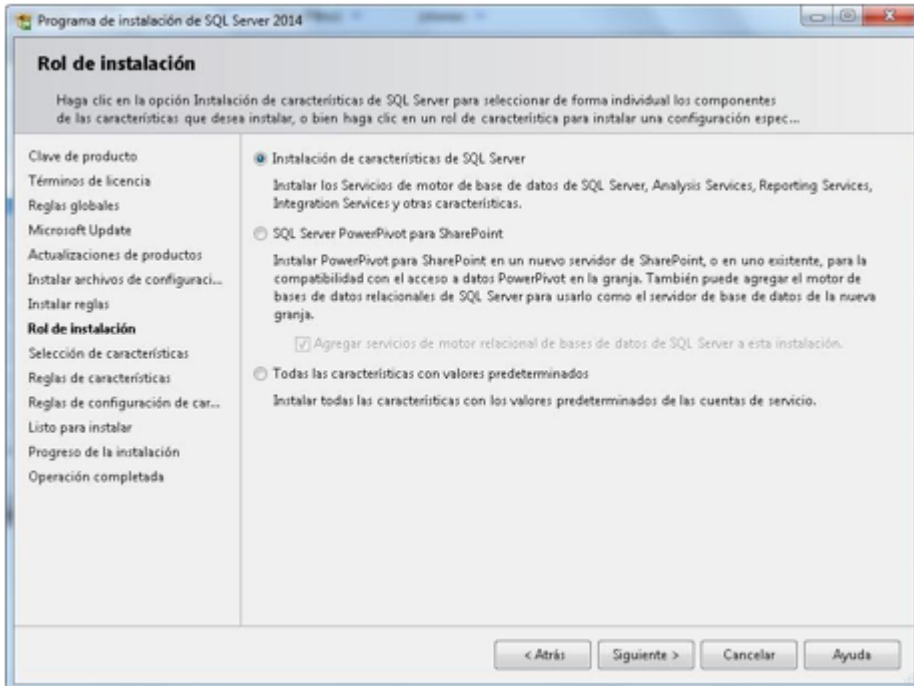 Programa de instalación de SQL Server 2014
Rol de instalación
Haga clic en la opción Instalación de características de SQL Server para seleccionar de forma individual los componentes
de las características que desea instalar, o bien haga clic en un rol de característica para instalar una configuración espec...
Clave de producto
Términos de licencia
Reglas globales
Microsoft Update
Actualizaciones de productos
Instalar archivos de configuraci...
Instalar reglas
Rol de instalación
Selección de características
Reglas de características
Reglas de configuración de car...
Listo para instalar
Progreso de la instalación
Operación completada
Instalación de características de SQL Server
Instalar los Servicios de motor de base de datos de SQL Server, Analysis Services, Reporting Services,
Integration Services y otras características.
SQL Server PowerPivot para SharePoint
Instalar PowerPivot para SharePoint en un nuevo servidor de SharePoint, o en uno existente, para la
compatibilidad con el acceso a datos PowerPivot en la granja. También puede agregar el motor de
bases de datos relacionales de SQL Server para usarlo como el servidor de base de datos de la nueva
granja.
Agregar servicios de motor relacional de bases de datos de SQL Server a esta instalación.
Todas las características con valores predeterminados
Instalar todas las características con los valores predeterminados de las cuentas de servicio.
< Atrás
Siguiente >
Cancelar
Ayuda